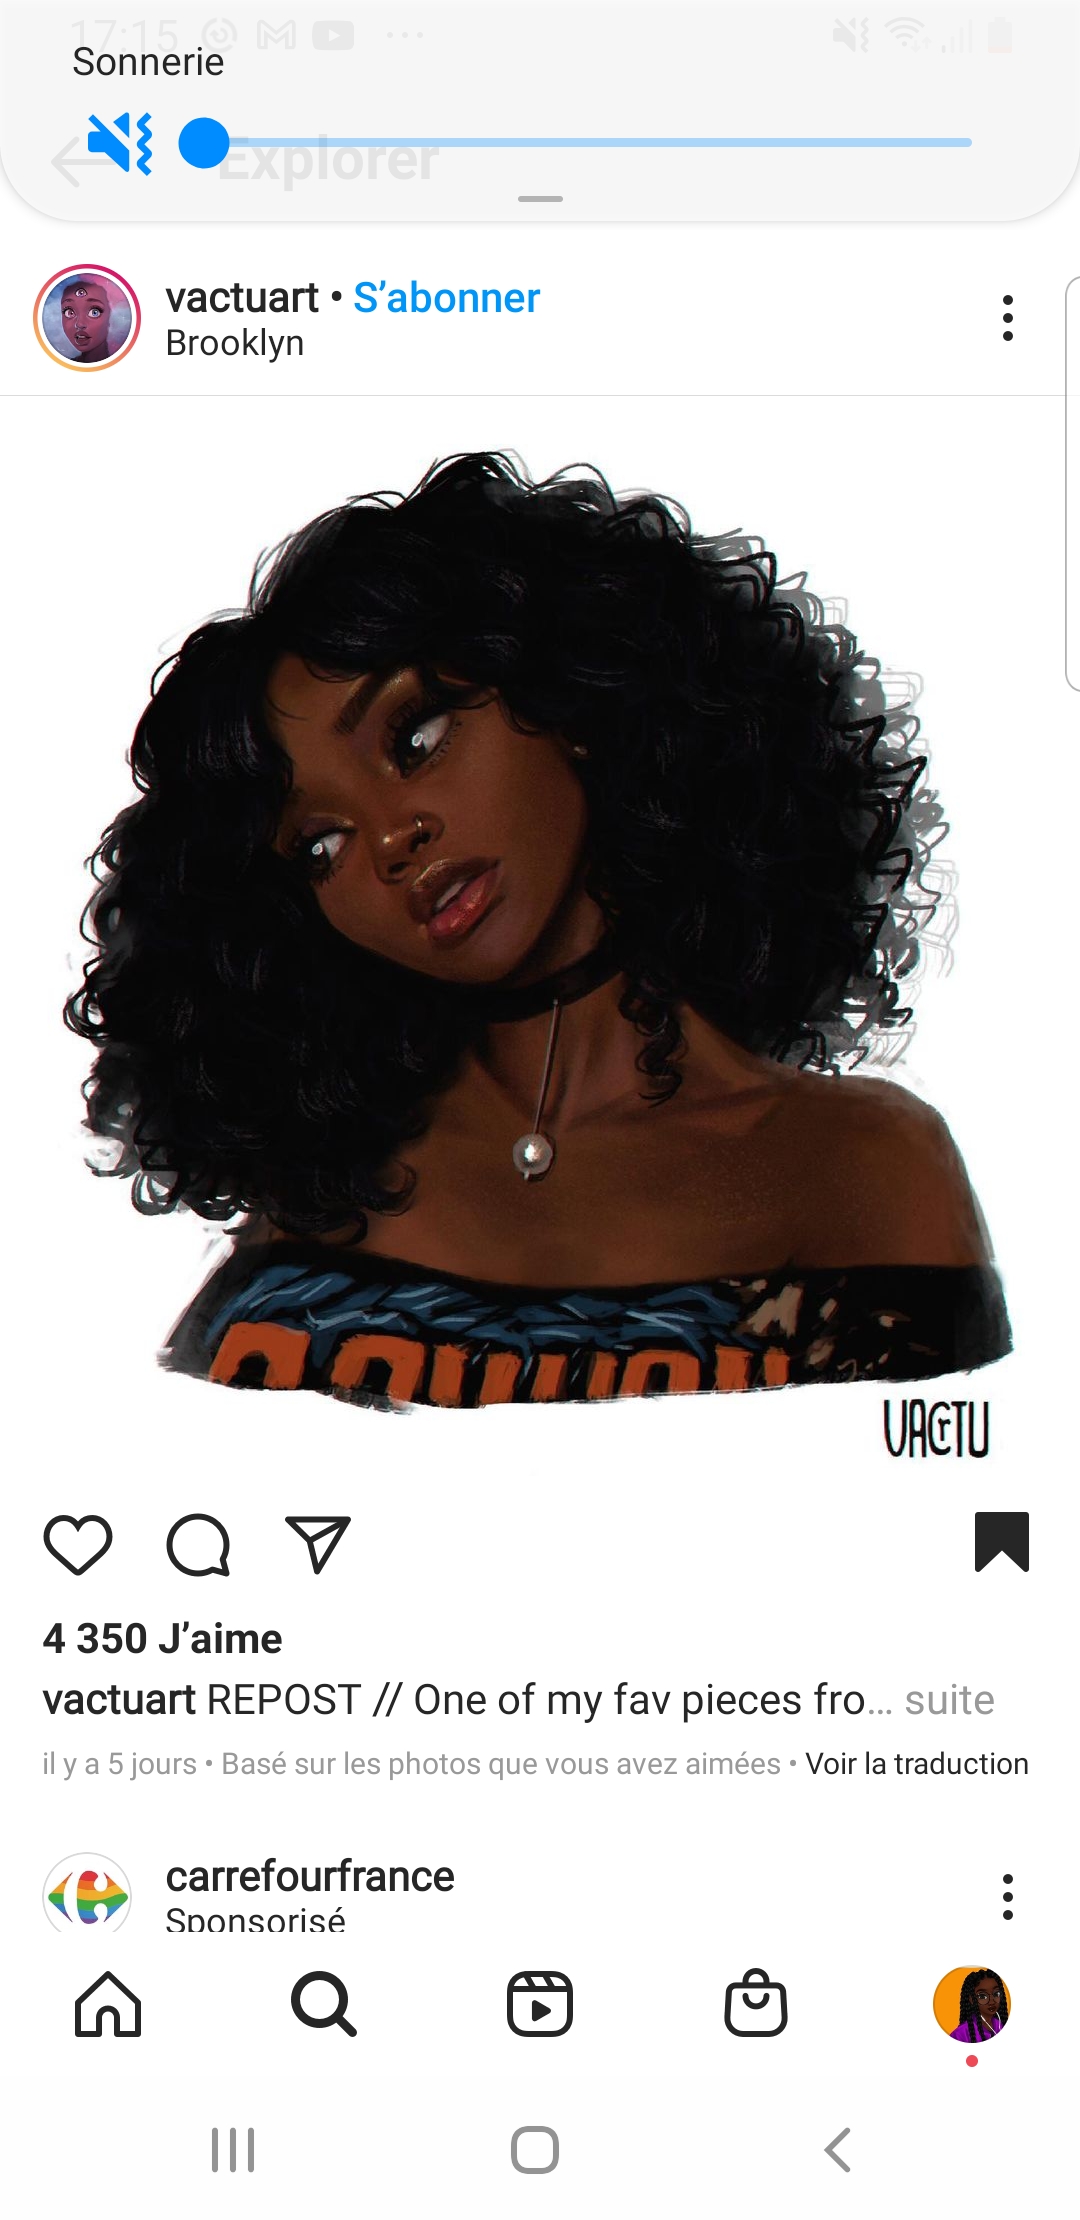 17:15
Sonnerie
Explorer
vactuart • S’abonner
Brooklyn
VACTU
4 350 J’aime
vactuart REPOST // One of my fav pieces fro... suite
il y a 5 jours • Basé sur les photos que vous avez aimées • Voir la traduction
carrefourfrance
Sponsorisé